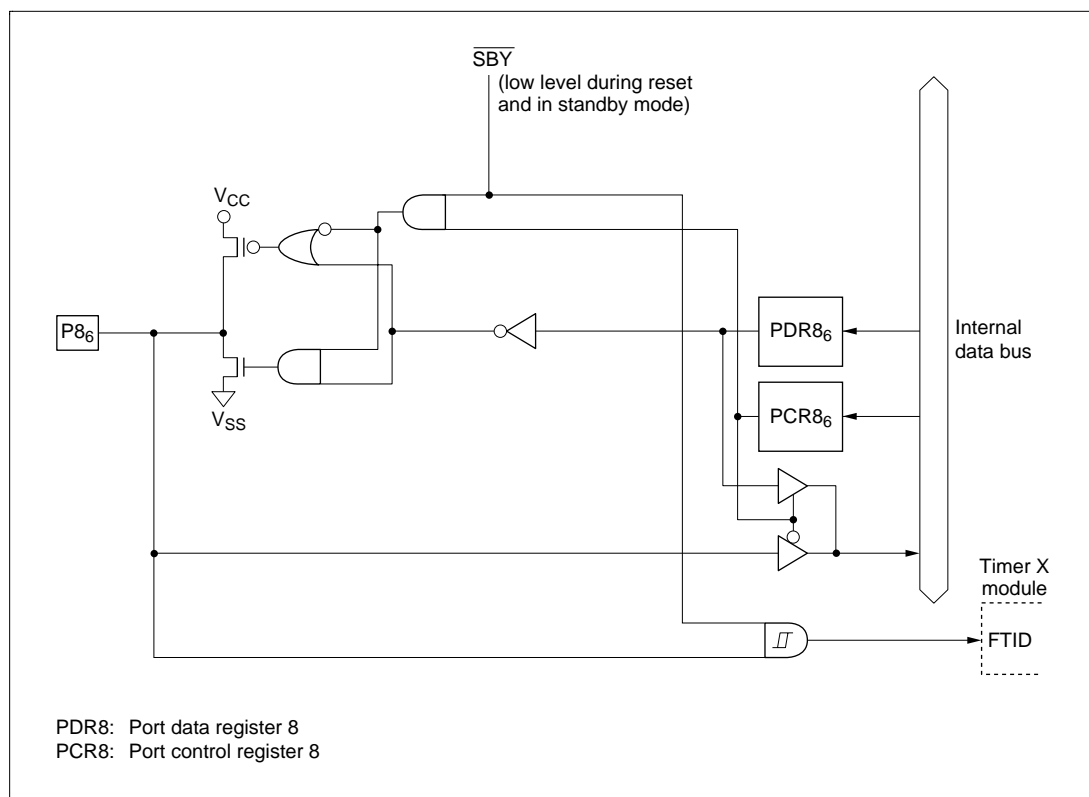 SBY
(low level during reset
and in standby mode)
VCC
P86
VSS
PDR86
PCR86
Internal
data bus
Timer X
module
FTID
PDR8: Port data register 8
PCR8: Port control register 8